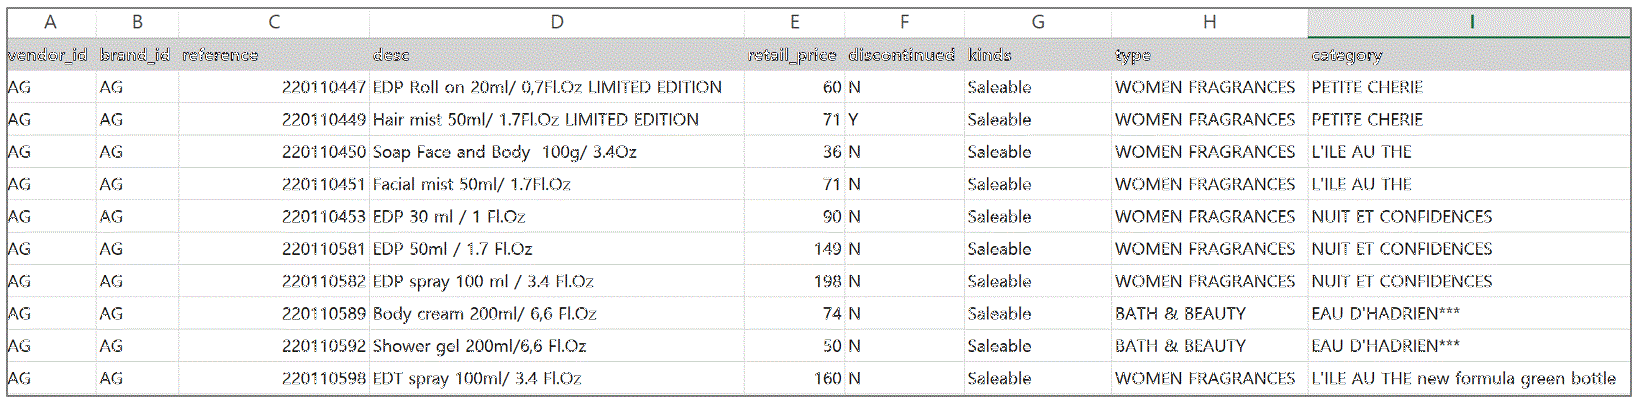 A B C D E F G H I
vendor_id brand_id reference desc retail_price discontinued kinds type category
AG AG 220110447 EDP Roll on 20ml/ 0,7Fl.Oz LIMITED EDITION 60 N Saleable WOMEN FRAGRANCES PETITE CHERIE
AG AG 220110449 Hair mist 50ml/ 1.7Fl.Oz LIMITED EDITION 71 Y Saleable WOMEN FRAGRANCES PETITE CHERIE
AG AG 220110450 Soap Face and Body  100g/ 3.4Oz 36 N Saleable WOMEN FRAGRANCES L'ILE AU THE
AG AG 220110451 Facial mist 50ml/ 1.7Fl.Oz 71 N Saleable WOMEN FRAGRANCES L'ILE AU THE
AG AG 220110453 EDP 30 ml / 1 Fl.Oz 90 N Saleable WOMEN FRAGRANCES NUIT ET CONFIDENCES
AG AG 220110581 EDP 50ml / 1.7 Fl.Oz 149 N Saleable WOMEN FRAGRANCES NUIT ET CONFIDENCES
AG AG 220110582 EDP spray 100 ml / 3.4 Fl.Oz 198 N Saleable WOMEN FRAGRANCES NUIT ET CONFIDENCES
AG AG 220110589 Body cream 200ml/ 6,6 Fl.Oz 74 N Saleable BATH & BEAUTY EAU D'HADRIEN***
AG AG 220110592 Shower gel 200ml/6,6 Fl.Oz 50 N Saleable BATH & BEAUTY EAU D'HADRIEN***
AG AG 220110598 EDT spray 100ml/ 3.4 Fl.Oz 160 N Saleable WOMEN FRAGRANCES L'ILE AU THE new formula green bottle